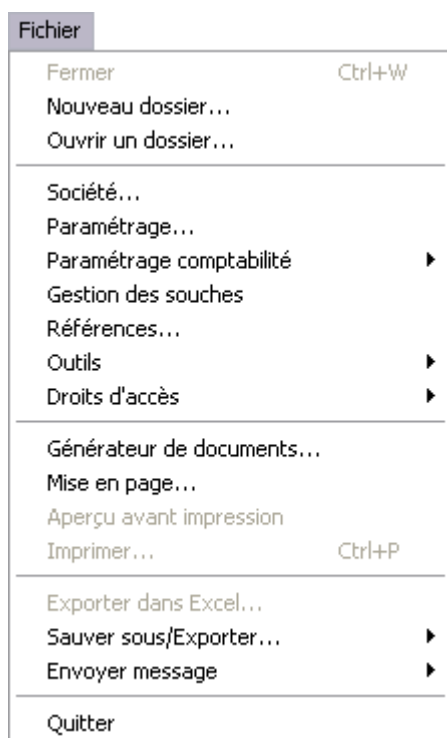 Fichier
Fermer Ctrl+W
Nouveau dossier...
Ouvrir un dossier...
Société...
Paramétrage...
Paramétrage comptabilité
Gestion des souches
Références...
Outils
Droits d'accès
Générateur de documents...
Mise en page...
Aperçu avant impression
Imprimer... Ctrl+P
Exporter dans Excel...
Sauver sous/Exporter...
Envoyer message
Quitter